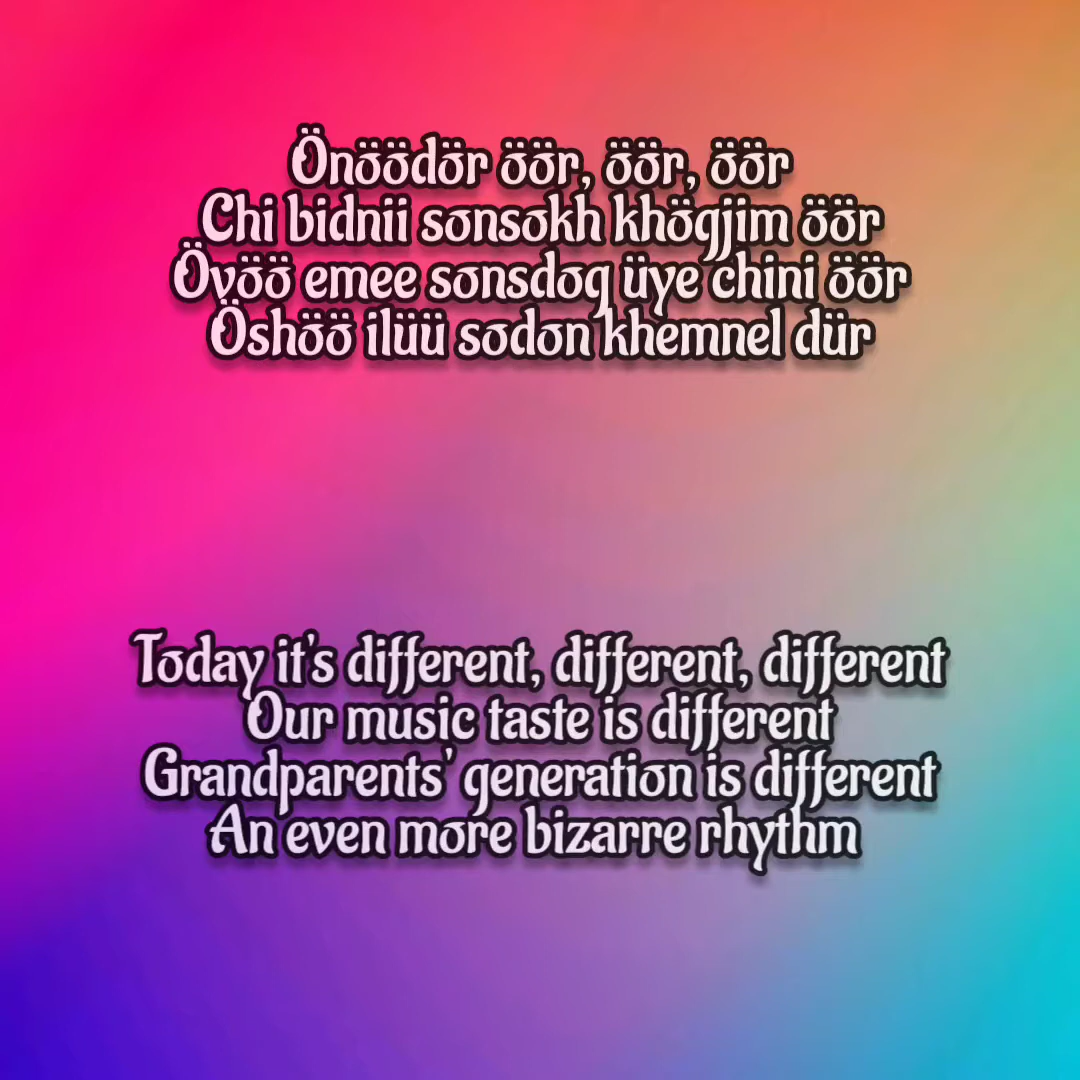 Önöödör öör, öör, öör
Chi bidnii sonsokh khögjim öör
Övöö emee sonsdog üye chini öör
Öshöö ilüü sodon khemnel dür
Today it's different, different, different
Our music taste is different
Grandparents' generation is different
An even more bizarre rhythm